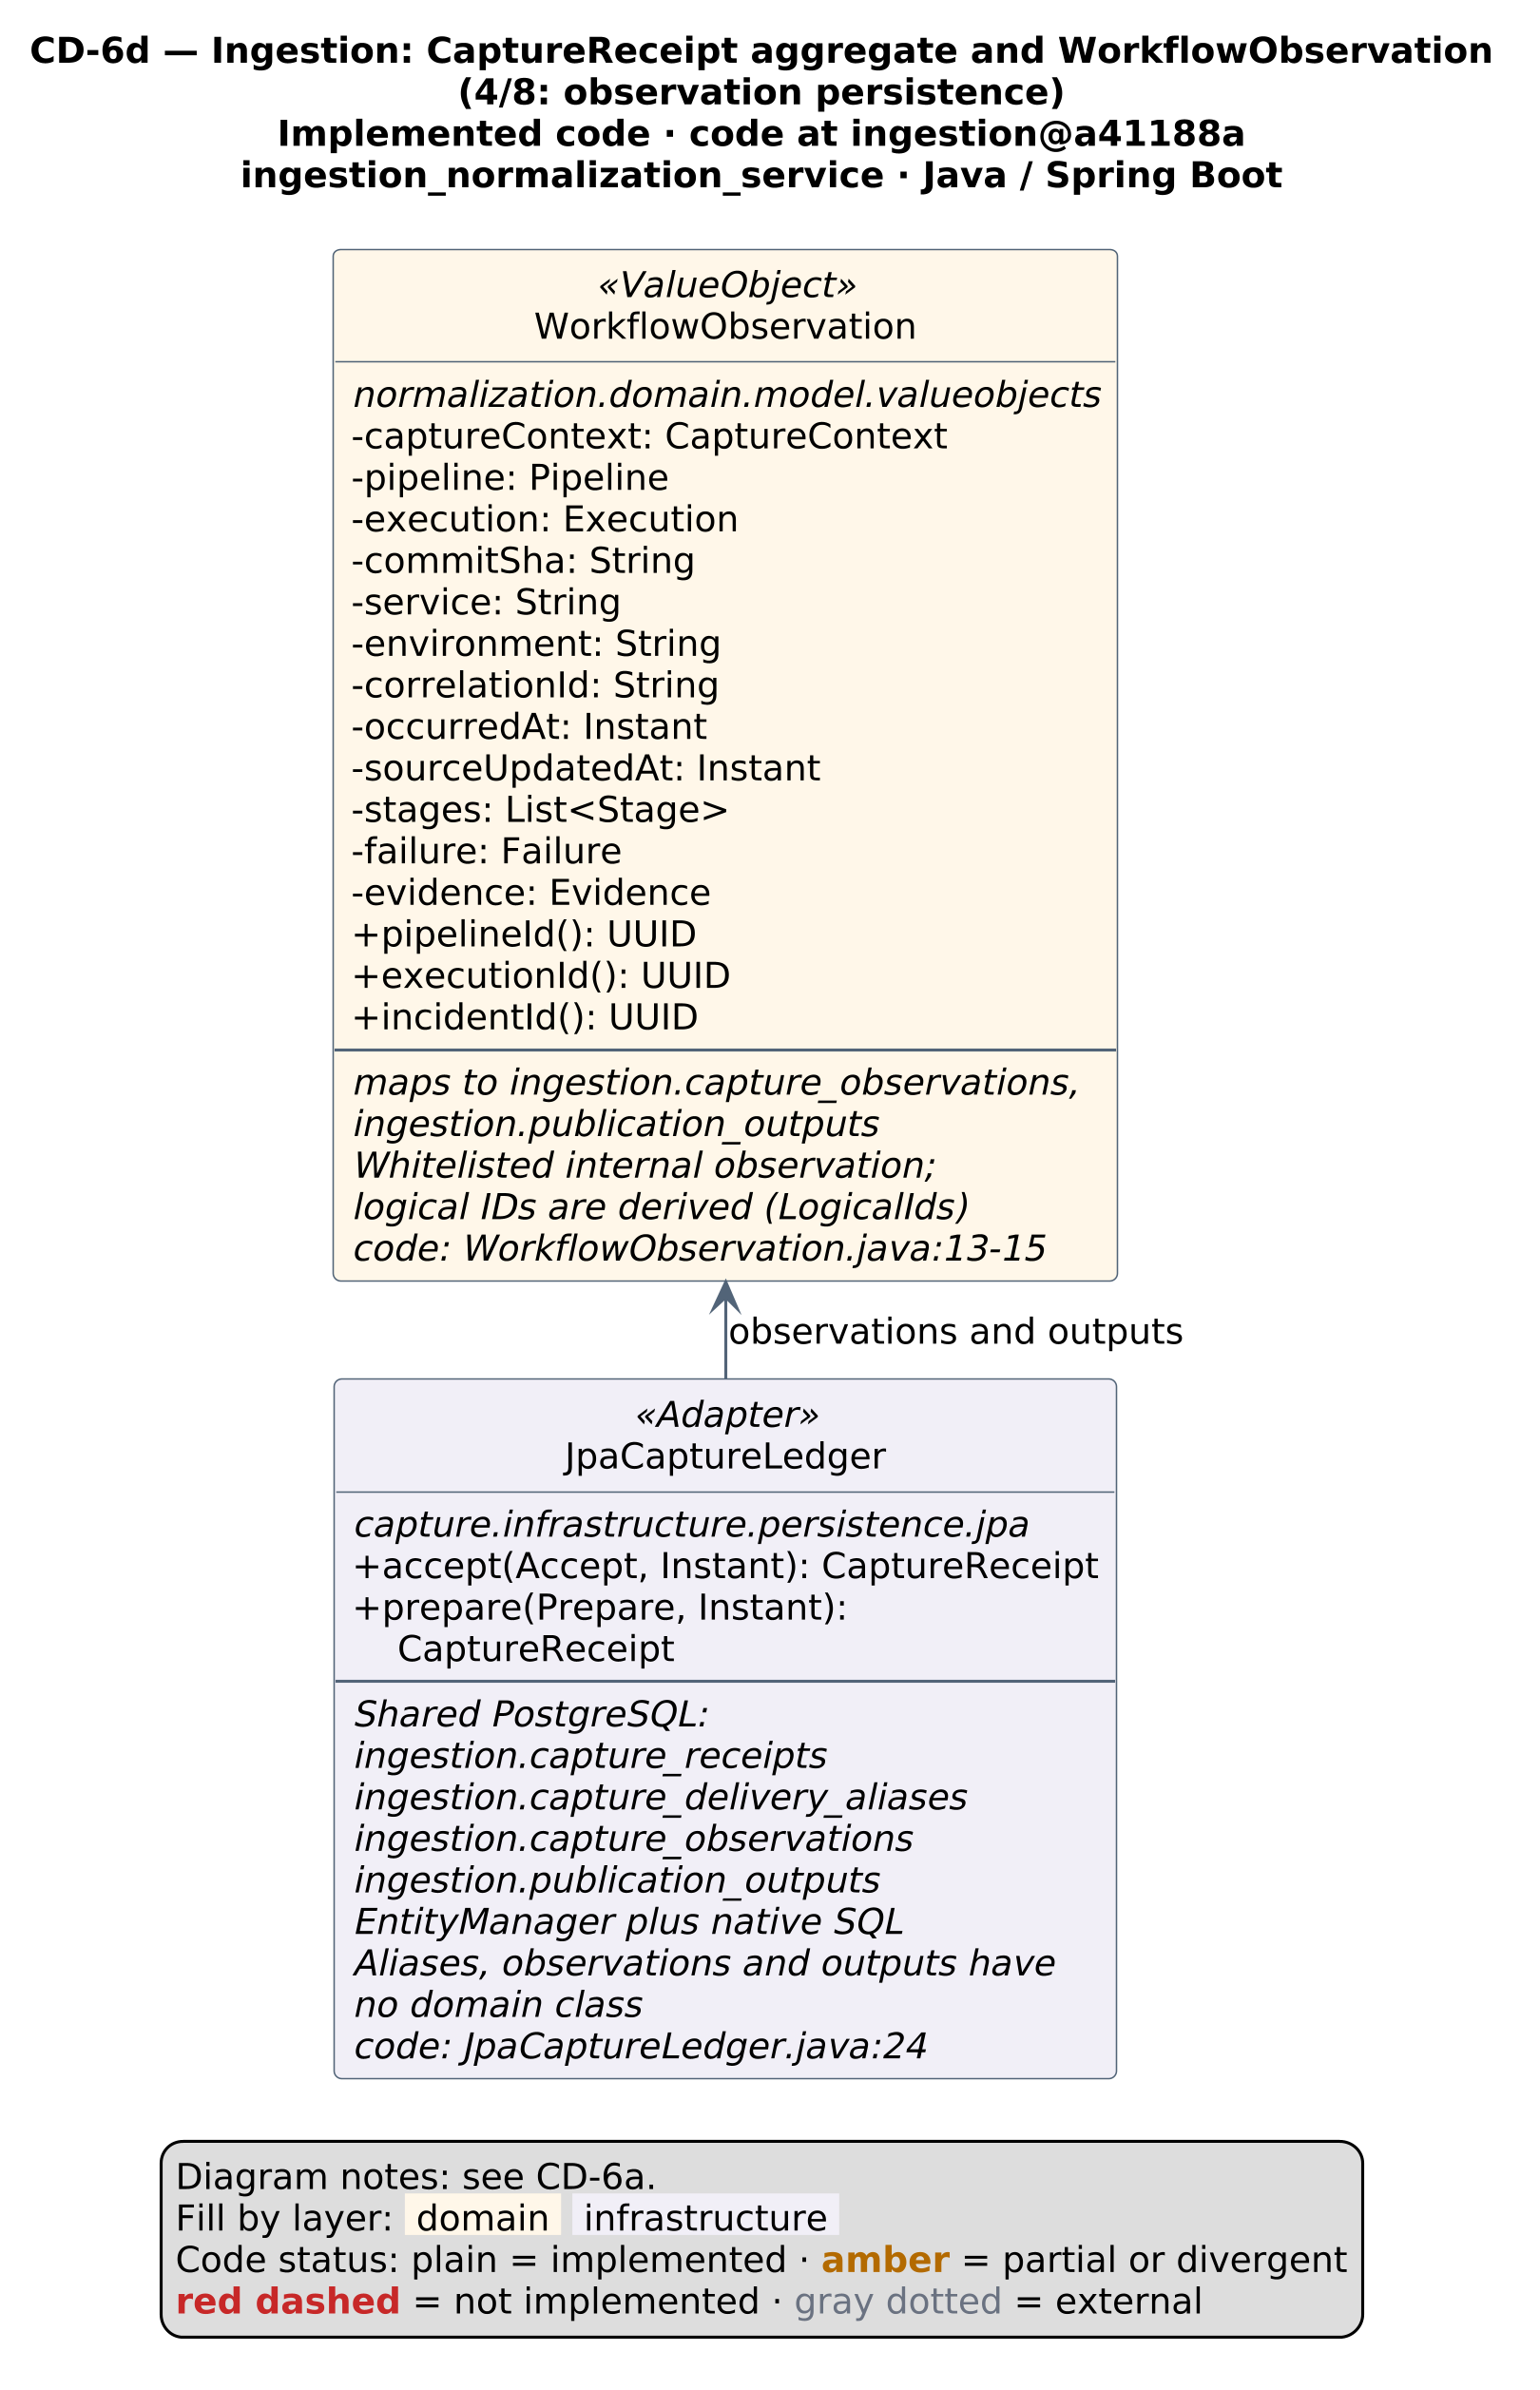 CD-6d — Ingestion: CaptureReceipt aggregate and WorkflowObservation
(4/8: observation persistence)
Implemented code · code at ingestion@a41188a
ingestion_normalization_service · Java / Spring Boot
«ValueObject»
WorkflowObservation
normalization.domain.model.valueobjects
-captureContext: CaptureContext
-pipeline: Pipeline
-execution: Execution
-commitSha: String
-service: String
-environment: String
-correlationId: String
-occurredAt: Instant
-sourceUpdatedAt: Instant
-stages: List<Stage>
-failure: Failure
-evidence: Evidence
+pipelineId(): UUID
+executionId(): UUID
+incidentId(): UUID
maps to ingestion.capture_observations,
ingestion.publication_outputs
Whitelisted internal observation;
logical IDs are derived (LogicalIds)
code: WorkflowObservation.java:13-15
observations and outputs
«Adapter»
JpaCaptureLedger
capture.infrastructure.persistence.jpa
+accept(Accept, Instant): CaptureReceipt
+prepare(Prepare, Instant):
CaptureReceipt
Shared PostgreSQL:
ingestion.capture_receipts
ingestion.capture_delivery_aliases
ingestion.capture_observations
ingestion.publication_outputs
EntityManager plus native SQL
Aliases, observations and outputs have
no domain class
code: JpaCaptureLedger.java:24
Diagram notes: see CD-6a.
Fill by layer: domain infrastructure
Code status: plain = implemented · amber = partial or divergent
red dashed = not implemented · gray dotted = external